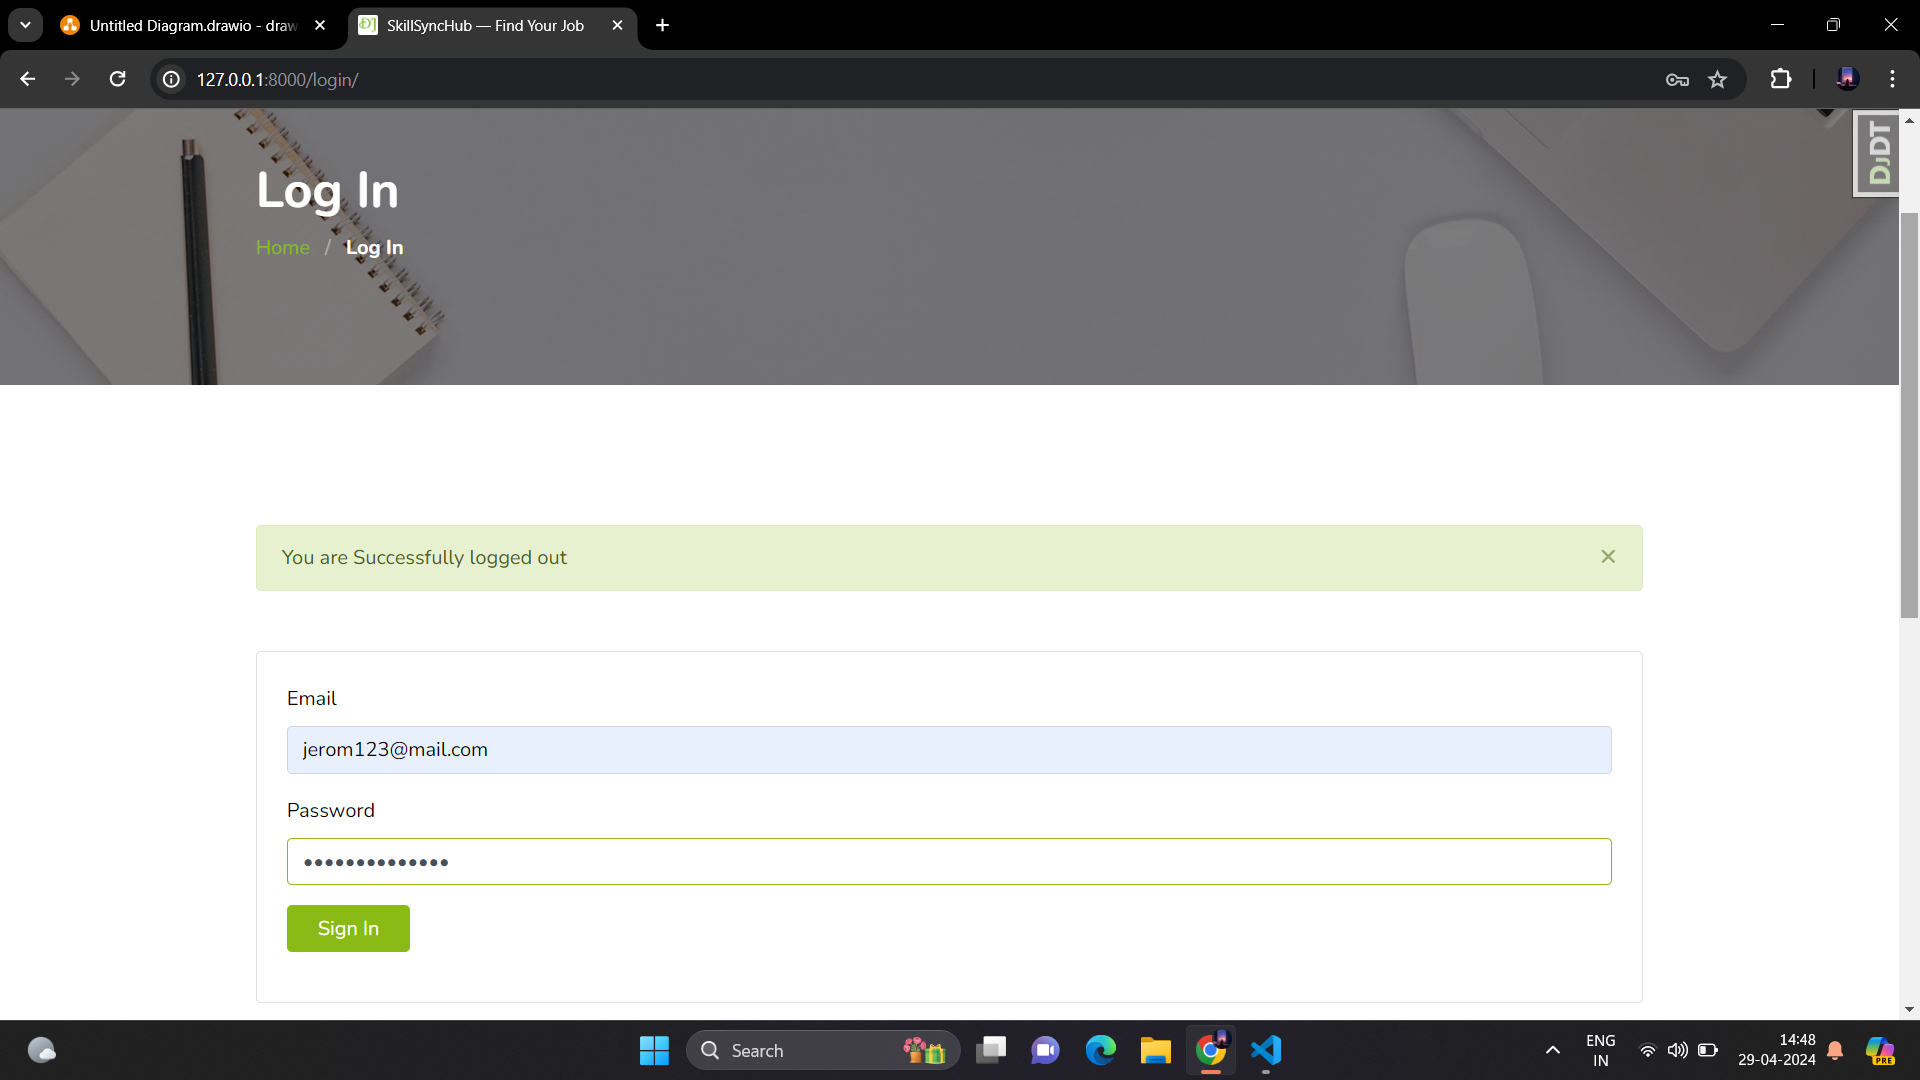 Untitled Diagram.drawio - draw
SkillSyncHub — Find Your Job
127.0.0.1:8000/login/
DjDT
Log In
Home / Log In
You are Successfully logged out
Email
jerom123@mail.com
Password
Sign In
Search
ENG
IN
14:48
29-04-2024
PRE